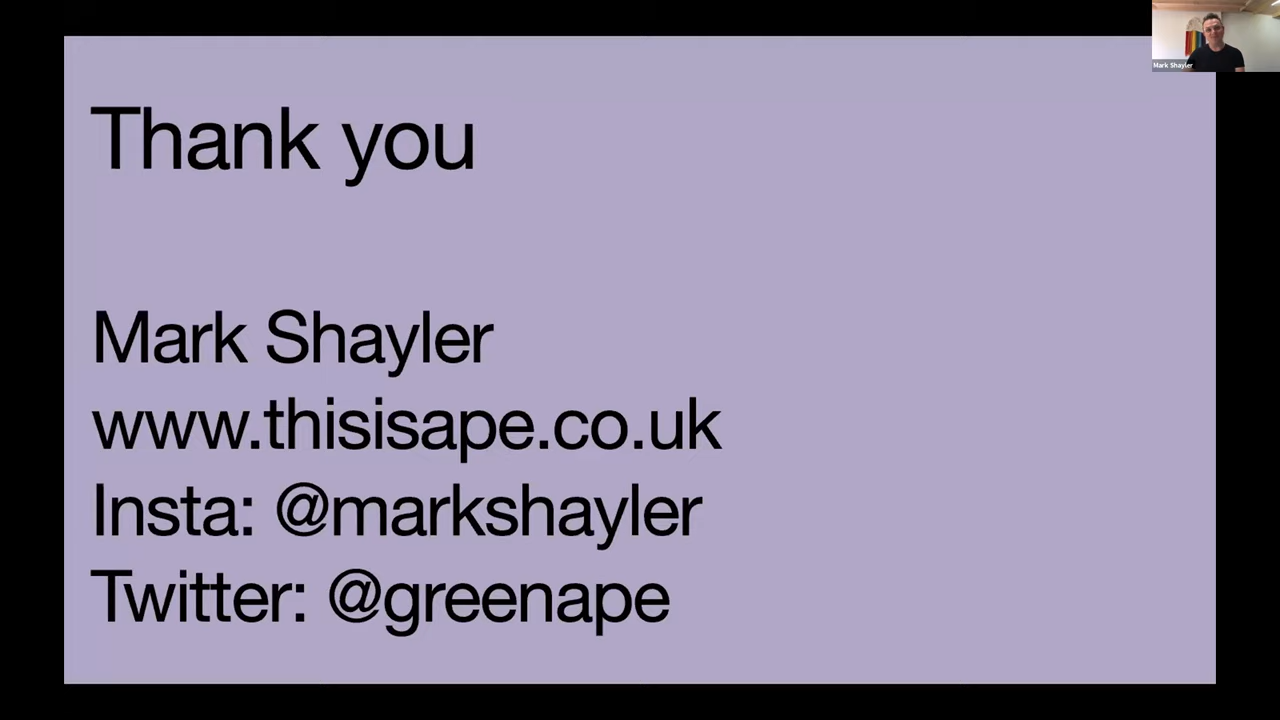 Mark Shayler
Thank you
Mark Shayler
www.thisisape.co.uk
Insta: @markshayler
Twitter: @greenape